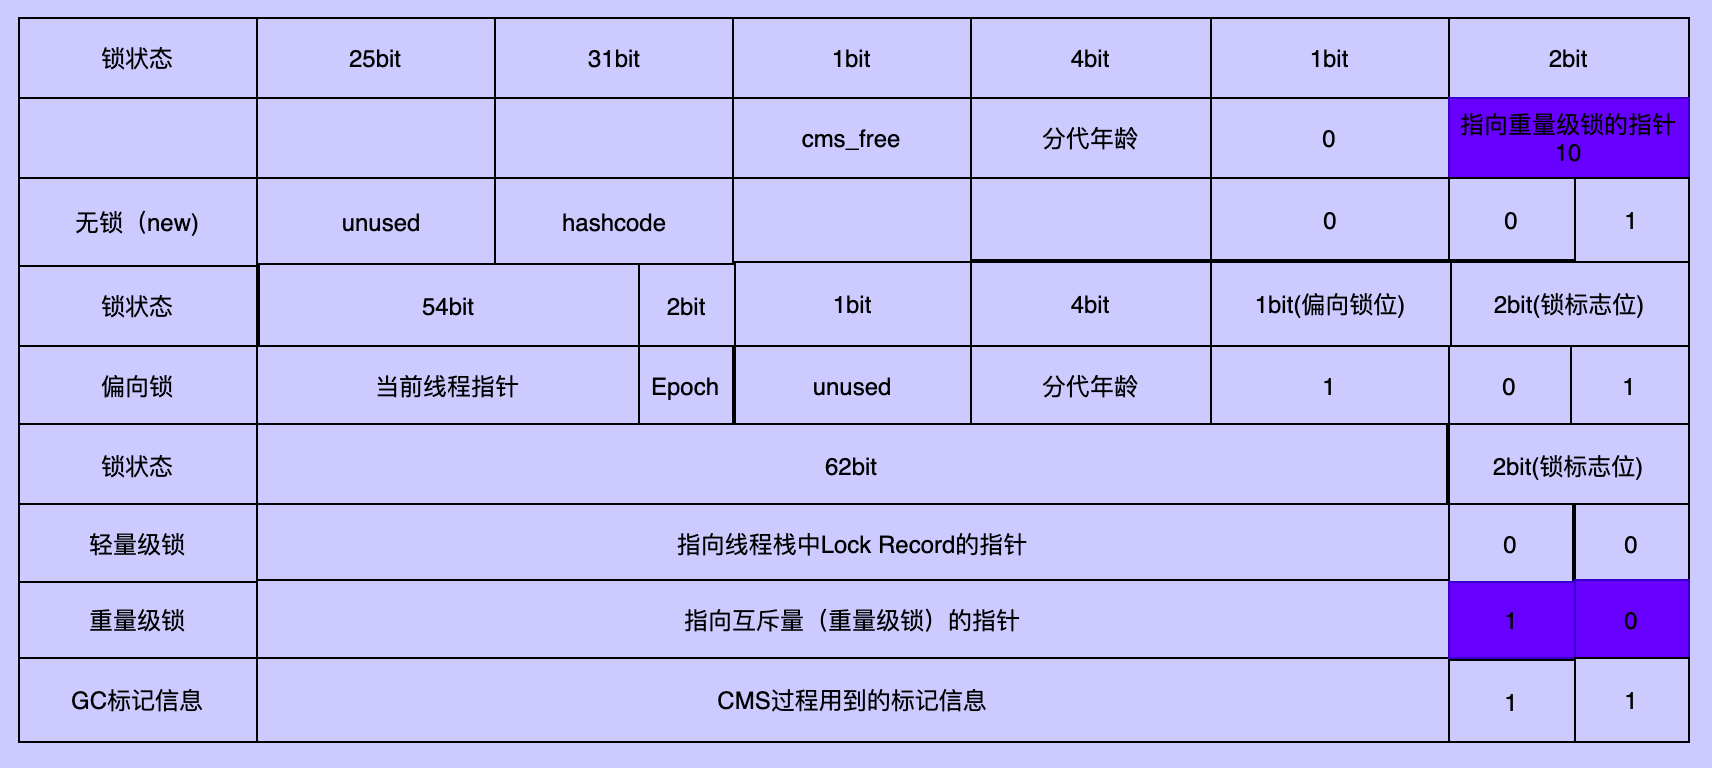 锁状态 25bit 31bit 1bit 4bit 1bit 2bit
cms_free 分代年龄 0 指向重量级锁的指针
10
无锁（new) unused hashcode 0 0 1
锁状态 54bit 2bit 1bit 4bit 1bit(偏向锁位) 2bit(锁标志位)
偏向锁 当前线程指针 Epoch unused 分代年龄 1 0 1
锁状态 62bit 2bit(锁标志位)
轻量级锁 指向线程栈中Lock Record的指针 0 0
重量级锁 指向互斥量（重量级锁）的指针 1 0
GC标记信息 CMS过程用到的标记信息 1 1